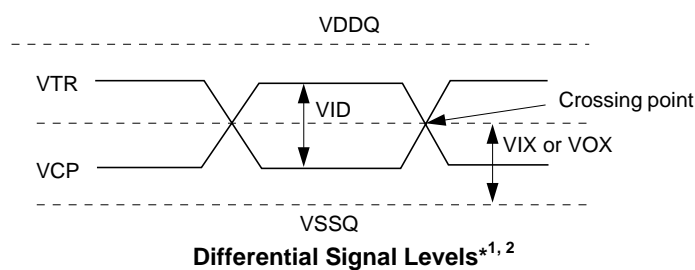 VDDQ
VTR
Crossing point
VID
VIX or VOX
VCP
VSSQ
Differential Signal Levels*1, 2